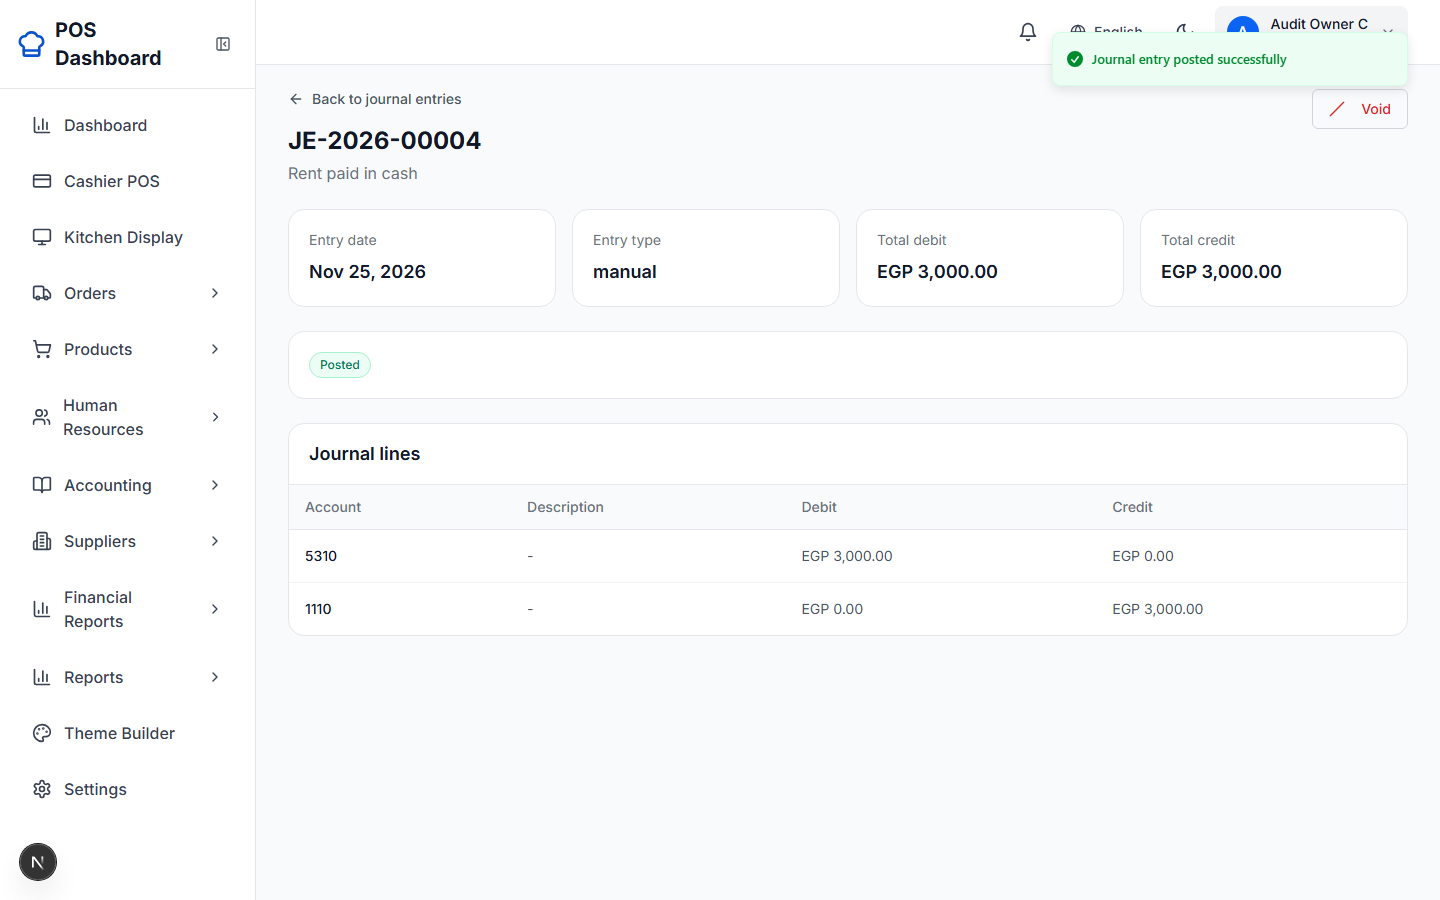 POS
Dashboard
Dashboard
Cashier POS
Kitchen Display
Orders
Products
Human
Resources
Accounting
Suppliers
Financial
Reports
Reports
Theme Builder
Settings
N
English
A
Audit Owner C
Journal entry posted successfully
Back to journal entries
Void
JE-2026-00004
Rent paid in cash
Entry date
Nov 25, 2026
Entry type
manual
Total debit
EGP 3,000.00
Total credit
EGP 3,000.00
Posted
Journal lines
Account Description Debit Credit
5310 - EGP 3,000.00 EGP 0.00
1110 - EGP 0.00 EGP 3,000.00